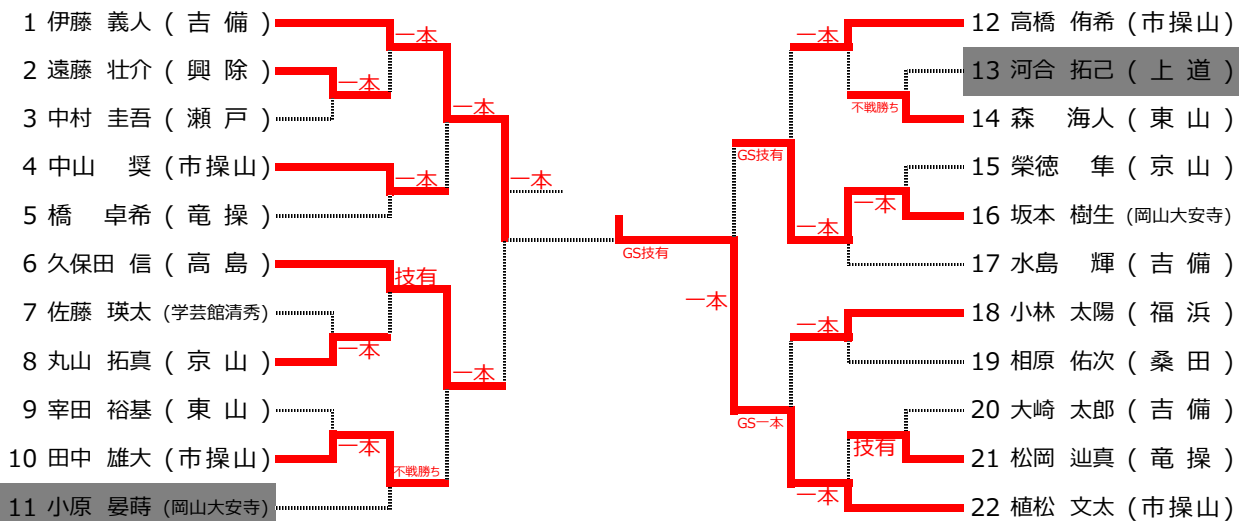 1 伊藤 義人 ( 吉 備 )
2 遠藤 壮介 ( 興 除 )
3 中村 圭吾 ( 瀬 戸 )
4 中山 奨 (市操山)
5 橋 卓希 ( 竜 操 )
6 久保田 信 ( 高 島 )
7 佐藤 瑛太 (学芸館清秀)
8 丸山 拓真 ( 京 山 )
9 宰田 裕基 ( 東 山 )
10 田中 雄大 (市操山)
11 小原 晏蒔 (岡山大安寺)
一本
一本
一本
一本
一本
技有
一本
一本
一本
不戦勝ち
GS技有
一本
一本
不戦勝ち
GS技有
一本
一本
一本
GS一本
技有
一本
12 高橋 侑希 (市操山)
13 河合 拓己 ( 上 道 )
14 森 海人 ( 東 山 )
15 榮徳 隼 ( 京 山 )
16 坂本 樹生 (岡山大安寺)
17 水島 輝 ( 吉 備 )
18 小林 太陽 ( 福 浜 )
19 相原 佑次 ( 桑 田 )
20 大崎 太郎 ( 吉 備 )
21 松岡 辿真 ( 竜 操 )
22 植松 文太 (市操山)